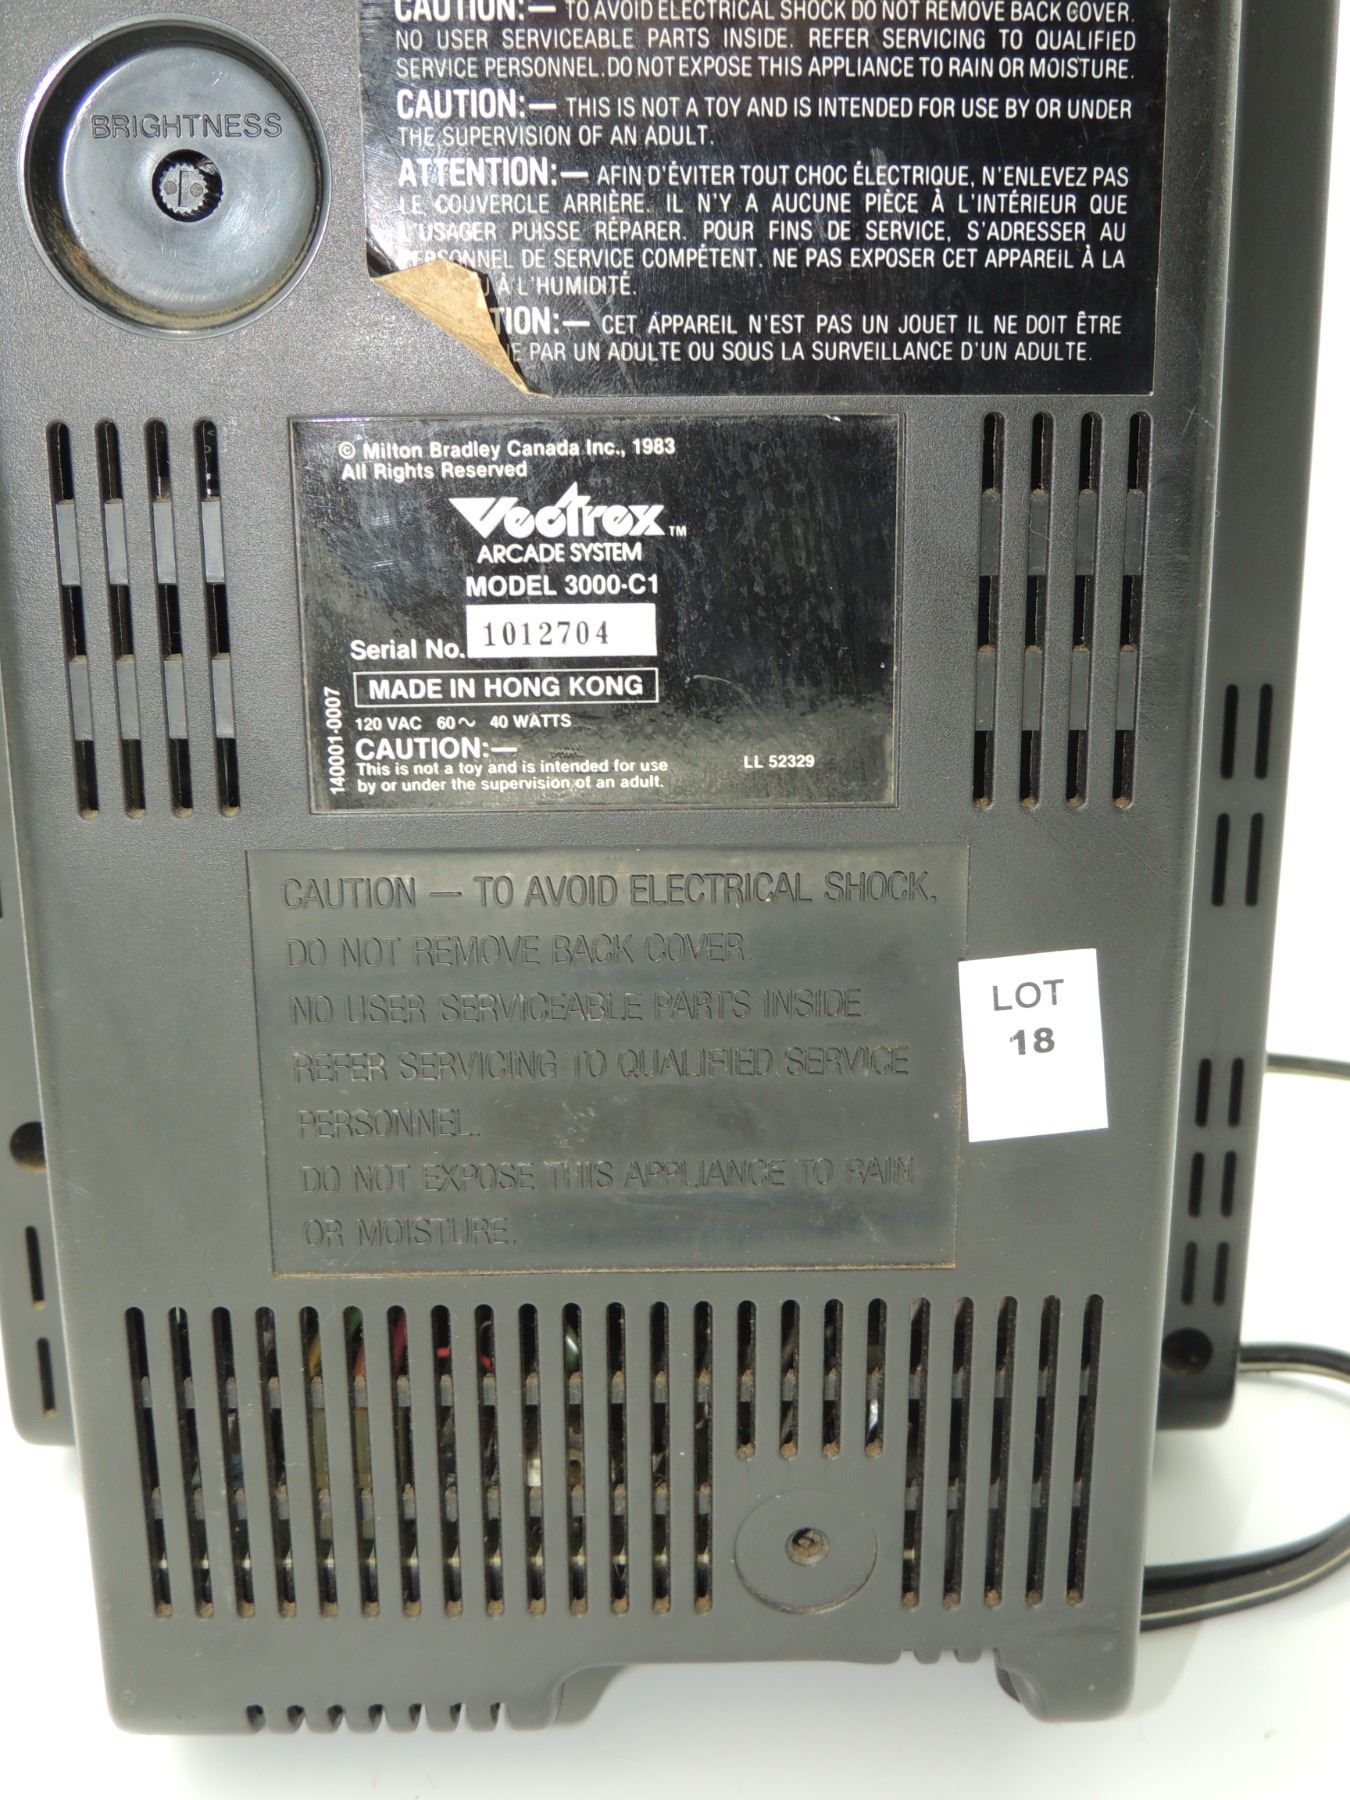 CAUTION:— TO AVOID ELECTRICAL SHOCK DO NOT REMOVE BACK COVER.
NO USER SERVICEABLE PARTS INSIDE. REFER SERVICING TO QUALIFIED
SERVICE PERSONNEL. DO NOT EXPOSE THIS APPLIANCE TO RAIN OR MOISTURE.
CAUTION:— THIS IS NOT A TOY AND IS INTENDED FOR USE BY OR UNDER
THE SUPERVISION OF AN ADULT.
ATTENTION:— AFIN D'ÉVITER TOUT CHOC ÉLECTRIQUE, N'ENLEVEZ PAS
LE COUVERCLE ARRIÈRE. IL N'Y A AUCUNE PIÈCE À L'INTÉRIEUR QUE
L'USAGER PUISSE RÉPARER. POUR FINS DE SERVICE, S'ADRESSER AU
PERSONNEL DE SERVICE COMPÉTENT. NE PAS EXPOSER CET APPAREIL À LA
À L'HUMIDITÉ.
TION:— CET APPAREIL N'EST PAS UN JOUET IL NE DOIT ÊTRE
PAR UN ADULTE OU SOUS LA SURVEILLANCE D'UN ADULTE.
BRIGHTNESS
© Milton Bradley Canada Inc., 1983
All Rights Reserved
Vectrex™
ARCADE SYSTEM
MODEL 3000-C1
Serial No. 1012704
MADE IN HONG KONG
120 VAC 60～ 40 WATTS
CAUTION:—
This is not a toy and is intended for use
by or under the supervision of an adult.
LL 52329
140001-0007
CAUTION — TO AVOID ELECTRICAL SHOCK,
DO NOT REMOVE BACK COVER.
NO USER SERVICEABLE PARTS INSIDE.
REFER SERVICING TO QUALIFIED SERVICE
PERSONNEL.
DO NOT EXPOSE THIS APPLIANCE TO RAIN
OR MOISTURE.
LOT
18